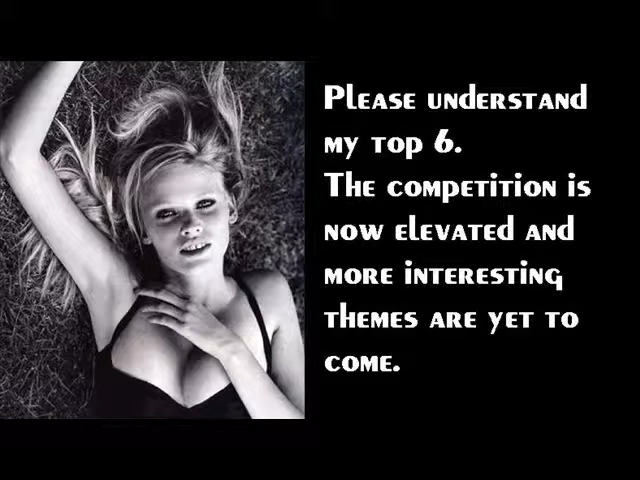 Please understand
my top 6.
The competition is
now elevated and
more interesting
themes are yet to
come.